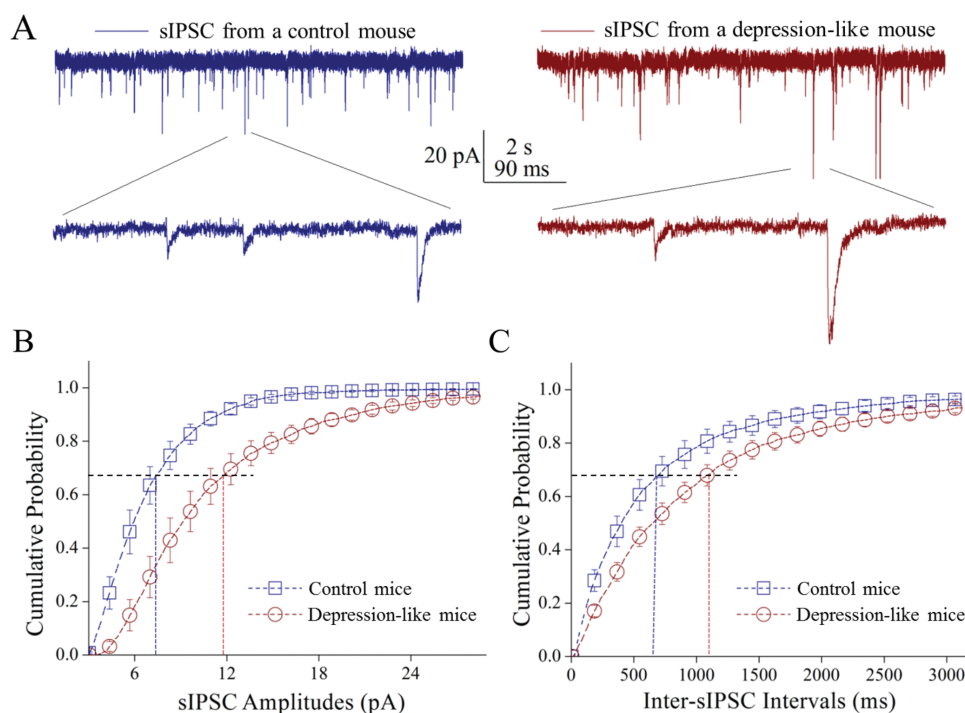 A
sIPSC from a control mouse
sIPSC from a depression-like mouse
20 pA
2 s
90 ms
B
C
Cumulative Probability
1.0
0.8
0.6
0.4
0.2
0.0
6
12
18
24
sIPSC Amplitudes (pA)
Control mice
Depression-like mice
Cumulative Probability
1.0
0.8
0.6
0.4
0.2
0.0
0
500
1000
1500
2000
2500
3000
Inter-sIPSC Intervals (ms)
Control mice
Depression-like mice